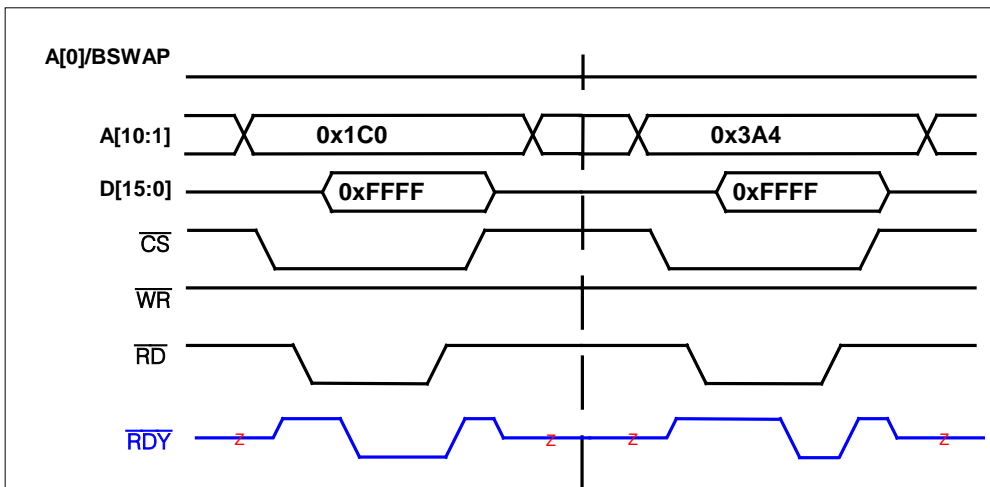 A[0]/BSWAP
A[10:1] 0x1C0 0x3A4
D[15:0] 0xFFFF 0xFFFF
CS
WR
RD
RDY Z Z Z Z